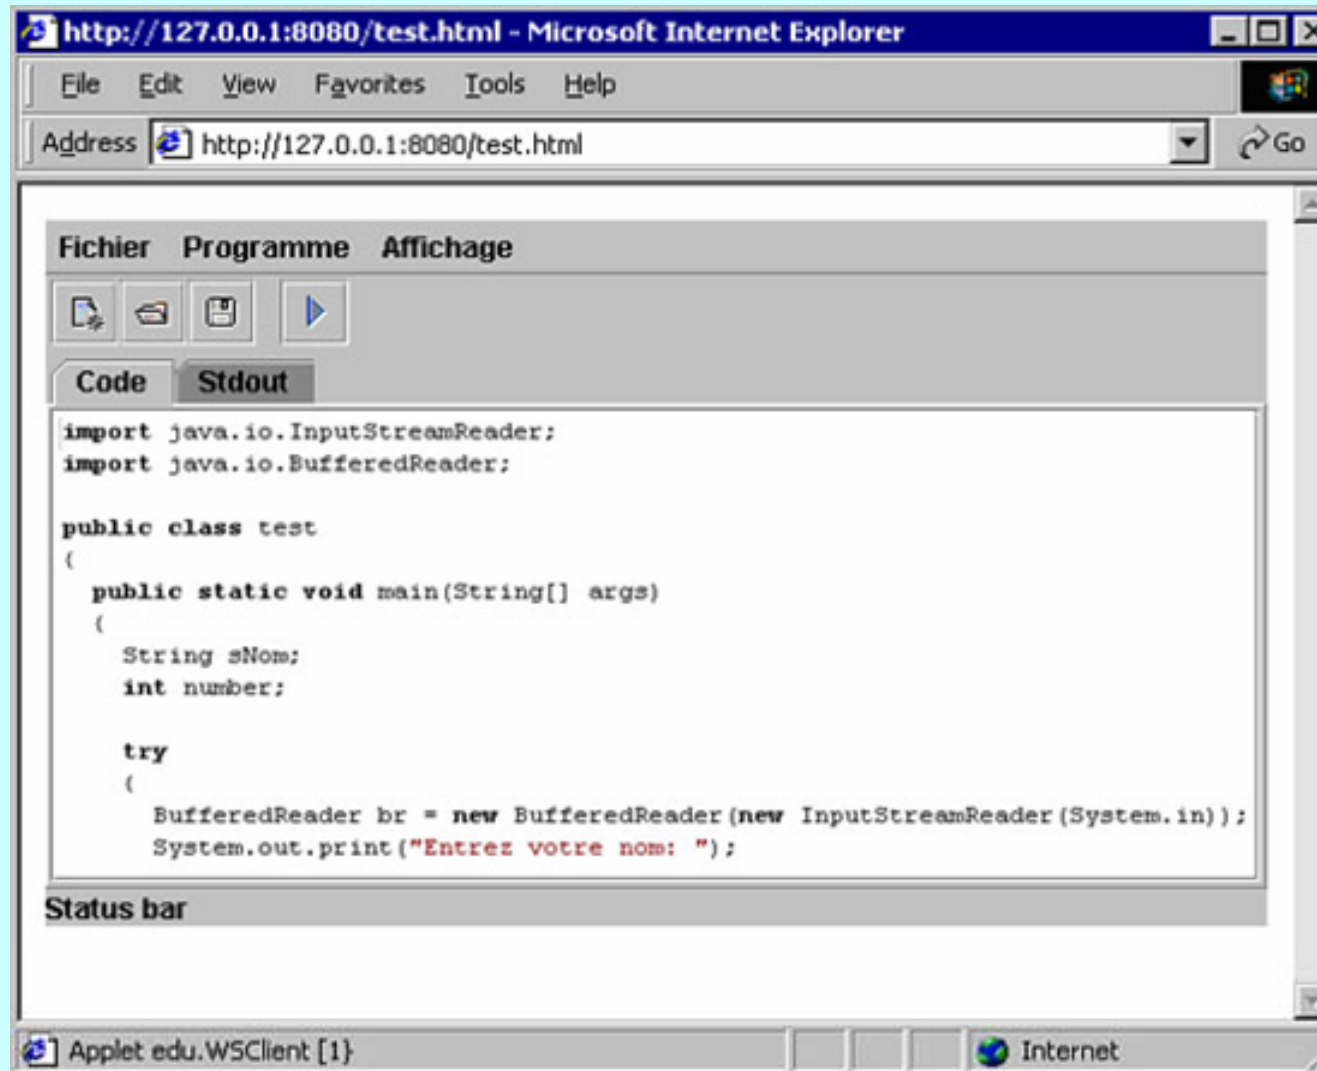 http://127.0.0.1:8080/test.html - Microsoft Internet Explorer
File Edit View Favorites Tools Help
Address http://127.0.0.1:8080/test.html Go
Fichier Programme Affichage
Code Stdout
import java.io.InputStreamReader;
import java.io.BufferedReader;
public class test
{
public static void main(String[] args)
{
String sNom;
int number;
try
{
BufferedReader br = new BufferedReader(new InputStreamReader(System.in));
System.out.print("Entrez votre nom: ");
Status bar
Applet edu.WSClient [1} Internet